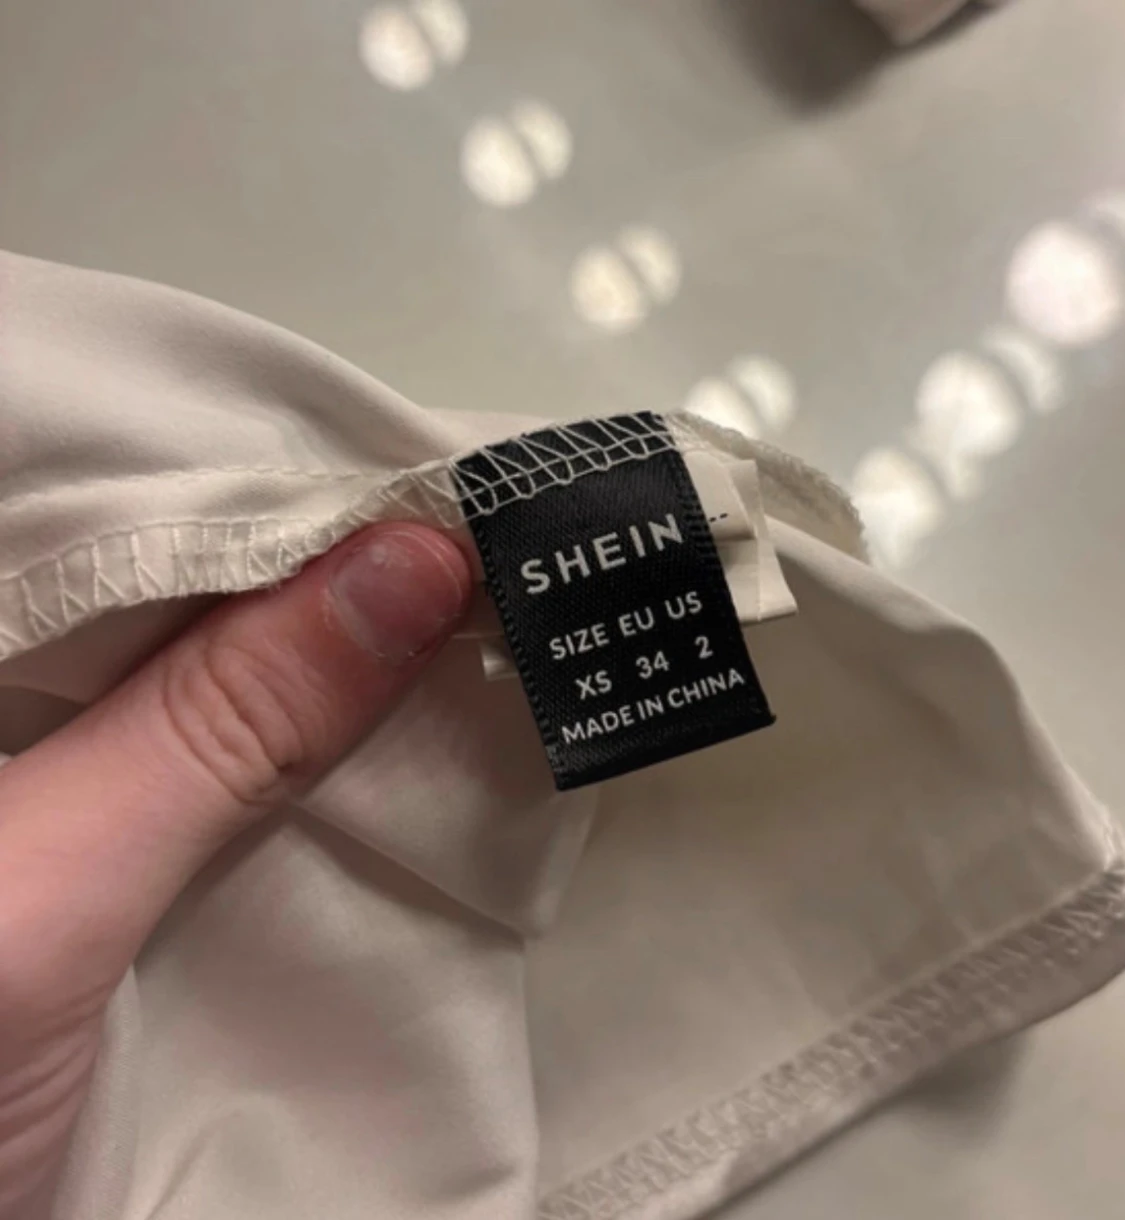 SHEIN
SIZE EU US
XS 34 2
MADE IN CHINA